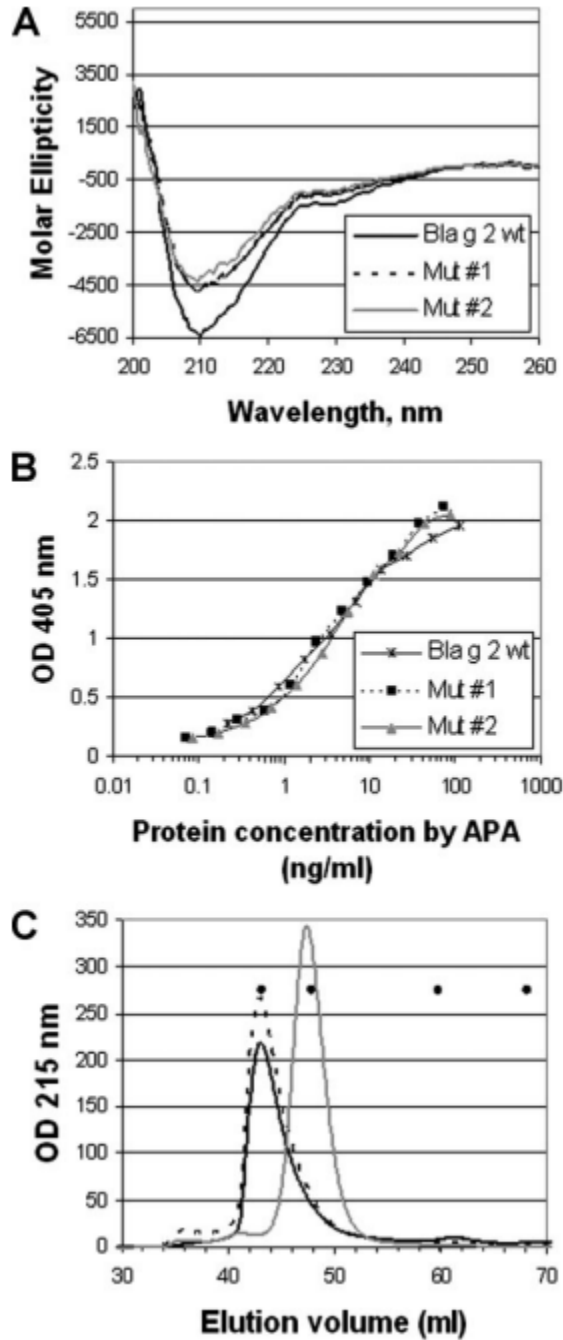 A
5500
3500
1500
-500
-2500
-4500
-6500
Molar Ellipticity
Bla g 2 wt
Mut #1
Mut #2
200 210 220 230 240 250 260
Wavelength, nm
B
2.5
2
1.5
1
0.5
0
OD 405 nm
Bla g 2 wt
Mut #1
Mut #2
0.01 0.1 1 10 100 1000
Protein concentration by APA
(ng/ml)
C
350
300
250
200
150
100
50
0
OD 215 nm
30 40 50 60 70
Elution volume (ml)